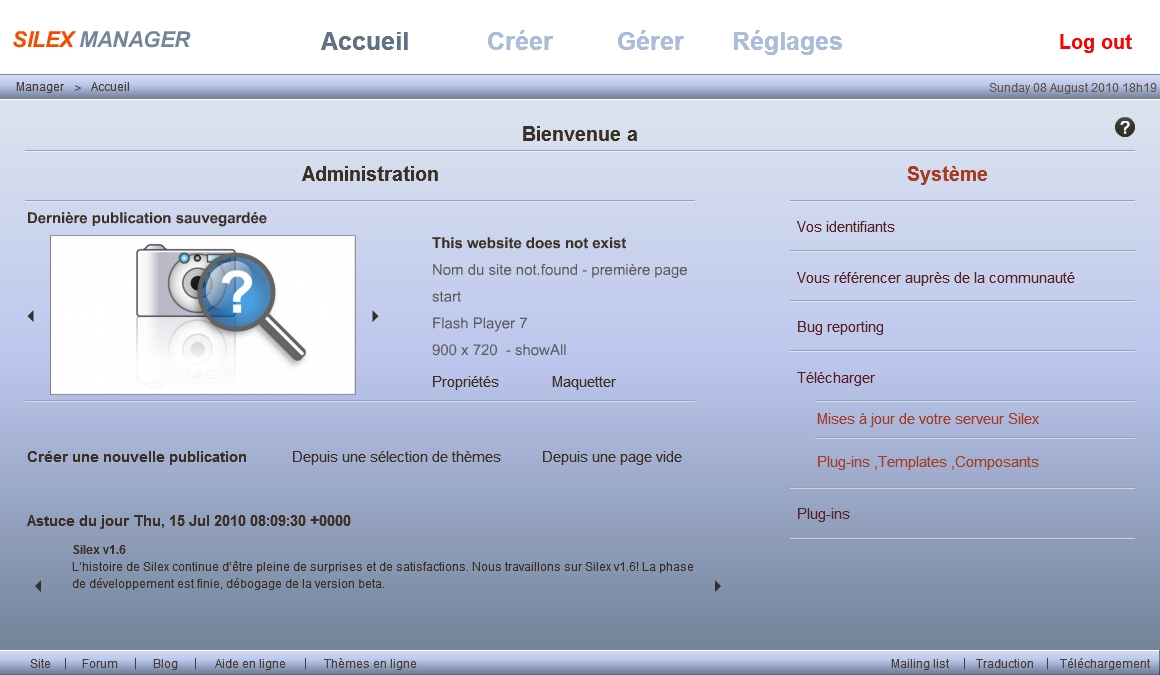 SILEX MANAGER
Accueil Créer Gérer Réglages
Log out
Manager > Accueil
Sunday 08 August 2010 18h19
Bienvenue a
?
Administration
Dernière publication sauvegardée
?
This website does not exist
Nom du site not.found - première page
start
Flash Player 7
900 x 720 - showAll
Propriétés Maquetter
Créer une nouvelle publication Depuis une sélection de thèmes Depuis une page vide
Astuce du jour Thu, 15 Jul 2010 08:09:30 +0000
Silex v1.6
L'histoire de Silex continue d'être pleine de surprises et de satisfactions. Nous travaillons sur Silex v1.6! La phase
de développement est finie, débogage de la version beta.
Système
Vos identifiants
Vous référencer auprès de la communauté
Bug reporting
Télécharger
Mises à jour de votre serveur Silex
Plug-ins ,Templates ,Composants
Plug-ins
Site | Forum | Blog | Aide en ligne | Thèmes en ligne
Mailing list | Traduction | Téléchargement